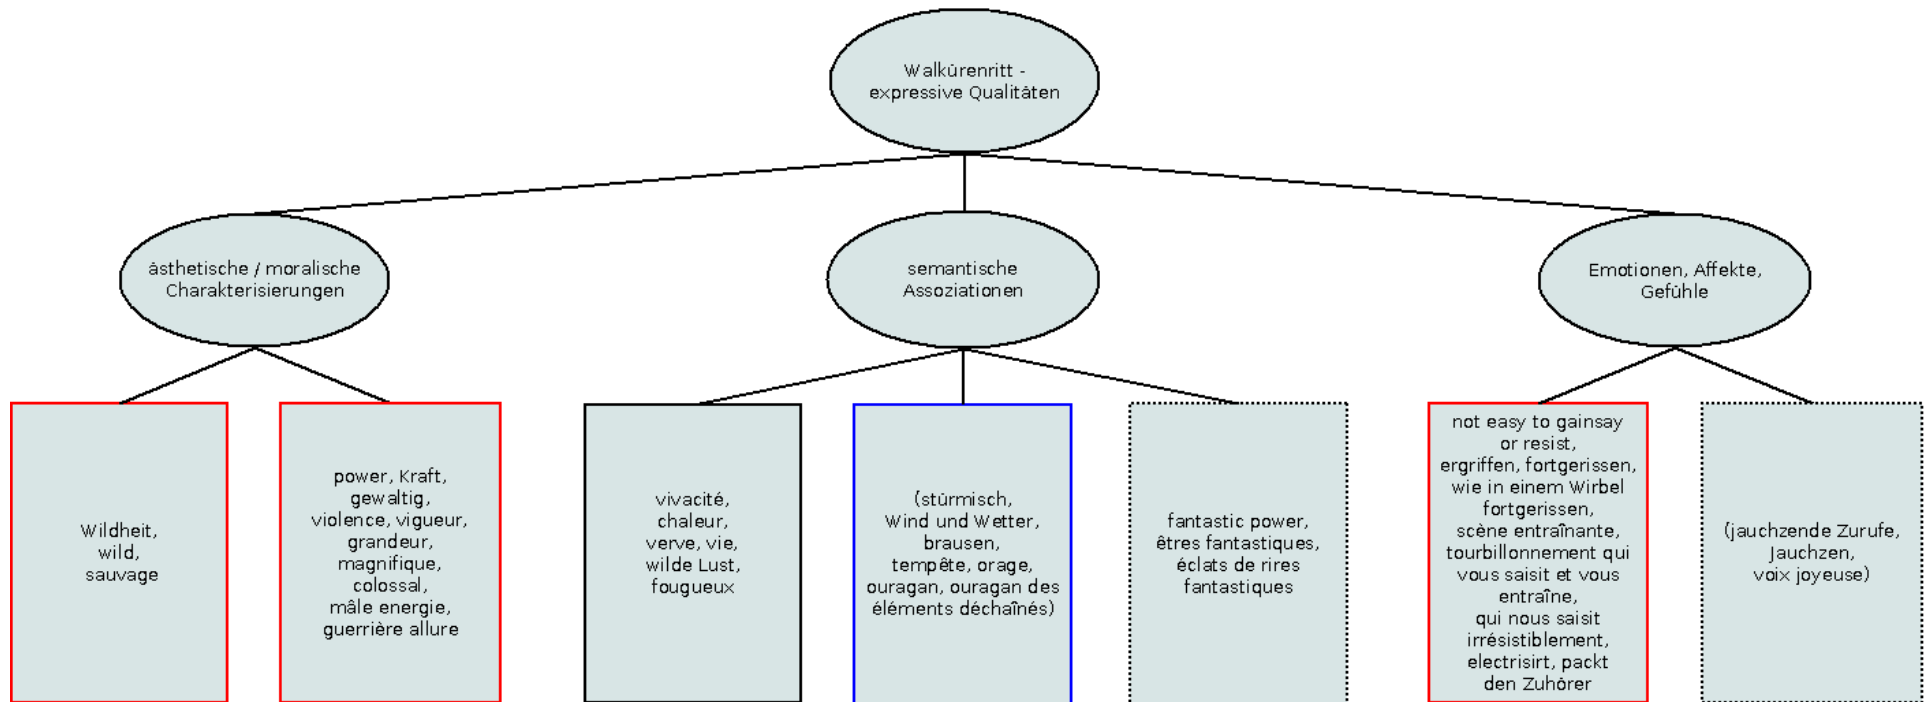 Walkürenritt -
expressive Qualitäten
ästhetische / moralische
Charakterisierungen
semantische
Assoziationen
Emotionen, Affekte,
Gefühle
Wildheit,
wild,
sauvage
power, Kraft,
gewaltig,
violence, vigueur,
grandeur,
magnifique,
colossal,
mâle energie,
guerrière allure
vivacité,
chaleur,
verve, vie,
wilde Lust,
fougueux
(stürmisch,
Wind und Wetter,
brausen,
tempête, orage,
ouragan, ouragan des
éléments déchaînés)
fantastic power,
êtres fantastiques,
éclats de rires
fantastiques
not easy to gainsay
or resist,
ergriffen, fortgerissen,
wie in einem Wirbel
fortgerissen,
scène entraînante,
tourbillonnement qui
vous saisit et vous
entraîne,
qui nous saisit
irrésistiblement,
electrisirt, packt
den Zuhörer
(jauchzende Zurufe,
Jauchzen,
voix joyeuse)